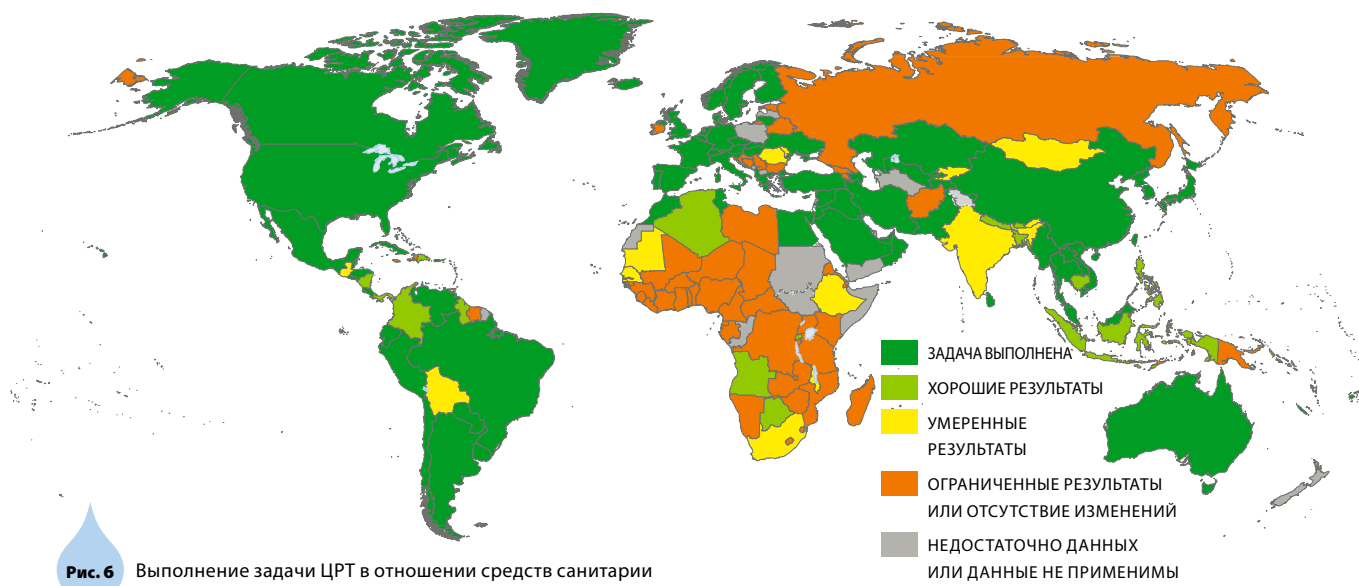 ЗАДАЧА ВЫПОЛНЕНА
ХОРОШИЕ РЕЗУЛЬТАТЫ
УМЕРЕННЫЕ
РЕЗУЛЬТАТЫ
ОГРАНИЧЕННЫЕ РЕЗУЛЬТАТЫ
ИЛИ ОТСУТСТВИЕ ИЗМЕНЕНИЙ
НЕДОСТАТОЧНО ДАННЫХ
ИЛИ ДАННЫЕ НЕ ПРИМЕНИМЫ
Рис. 6 Выполнение задачи ЦРТ в отношении средств санитарии